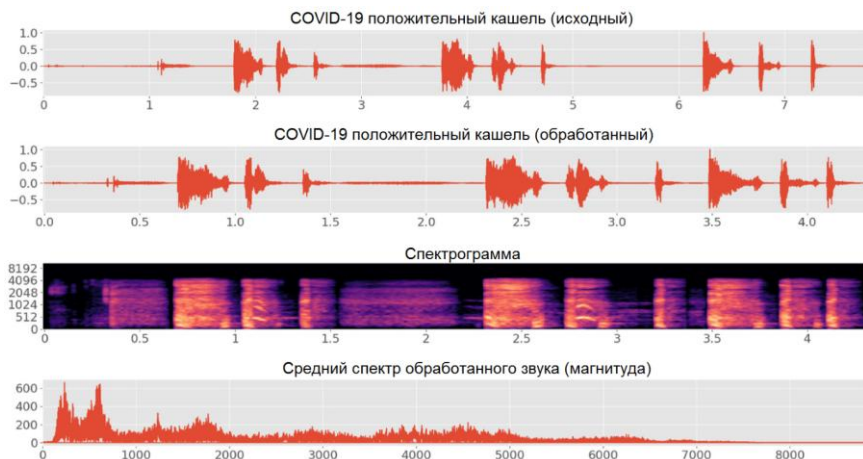 COVID-19 положительный кашель (исходный)
1.0
0.5
0.0
−0.5
0 1 2 3 4 5 6 7
COVID-19 положительный кашель (обработанный)
1.0
0.5
0.0
−0.5
0.0 0.5 1.0 1.5 2.0 2.5 3.0 3.5 4.0
Спектрограмма
8192
4096
2048
1024
512
0
0 0.5 1 1.5 2 2.5 3 3.5 4
Средний спектр обработанного звука (магнитуда)
600
400
200
0
0 1000 2000 3000 4000 5000 6000 7000 8000